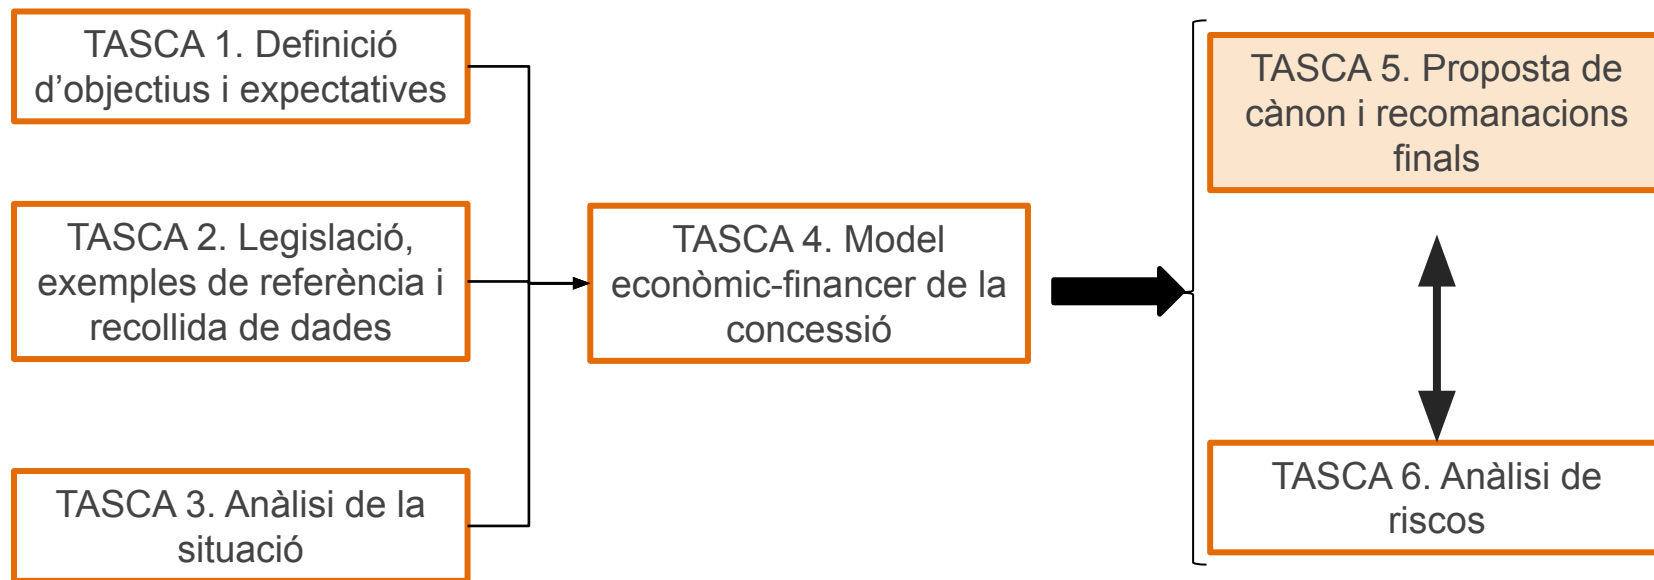 TASCA 1. Definició
d’objectius i expectatives
TASCA 2. Legislació,
exemples de referència i
recollida de dades
TASCA 3. Anàlisi de la
situació
TASCA 4. Model
econòmic-financer de la
concessió
TASCA 5. Proposta de
cànon i recomanacions
finals
TASCA 6. Anàlisi de
riscos